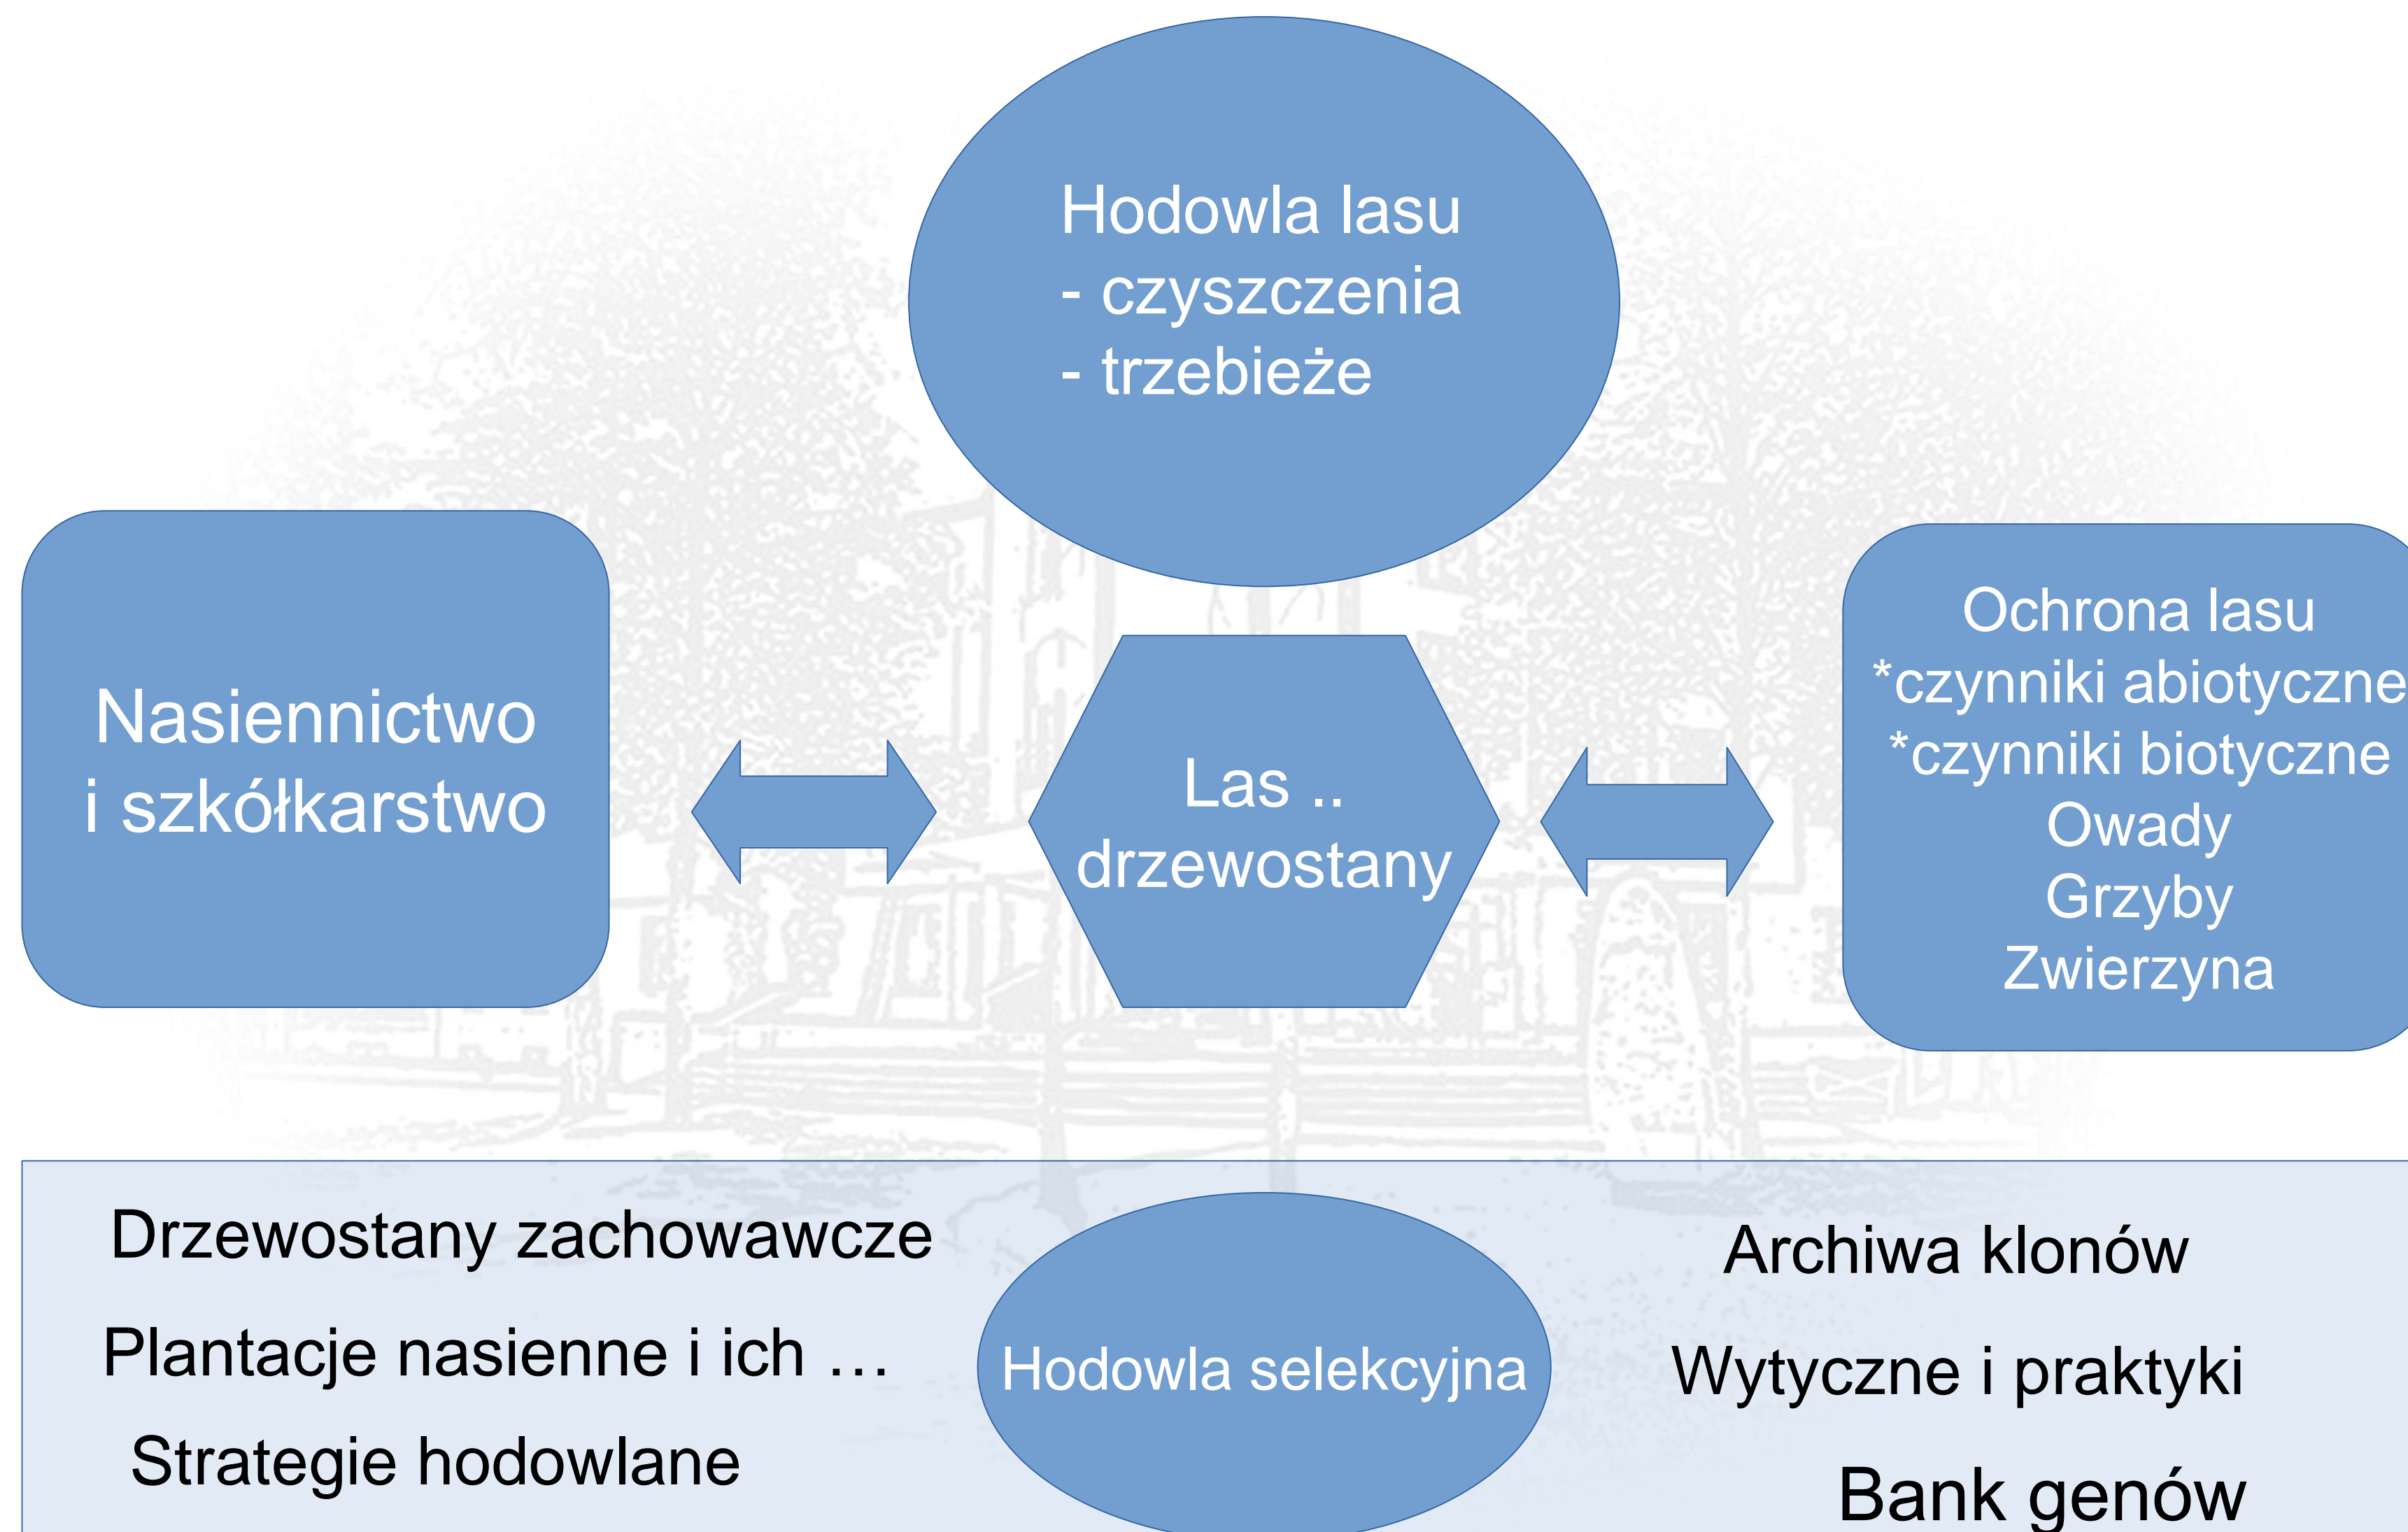 Hodowla lasu
- czyszczenia
- trzebieże
Nasiennictwo
i szkółkarstwo
Las ..
drzewostany
Ochrona lasu
*czynniki abiotyczne
*czynniki biotyczne
Owady
Grzyby
Zwierzyna
Drzewostany zachowawcze
Plantacje nasienne i ich …
Strategie hodowlane
Hodowla selekcyjna
Archiwa klonów
Wytyczne i praktyki
Bank genów